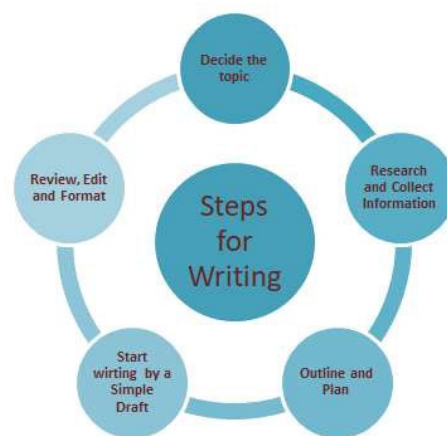 Decide the
topic
Research
and Collect
Information
Outline and
Plan
Start
wirting by a
Simple
Draft
Review, Edit
and Format
Steps
for
Writing